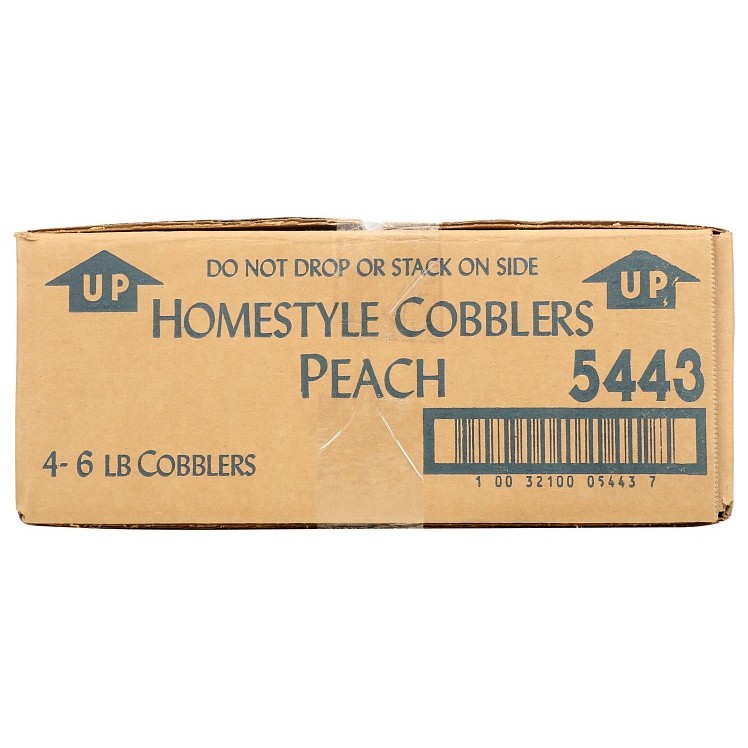 UP
DO NOT DROP OR STACK ON SIDE
UP
HOMESTYLE COBBLERS
PEACH
5443
4- 6 LB COBBLERS
1 00 32100 05443 7